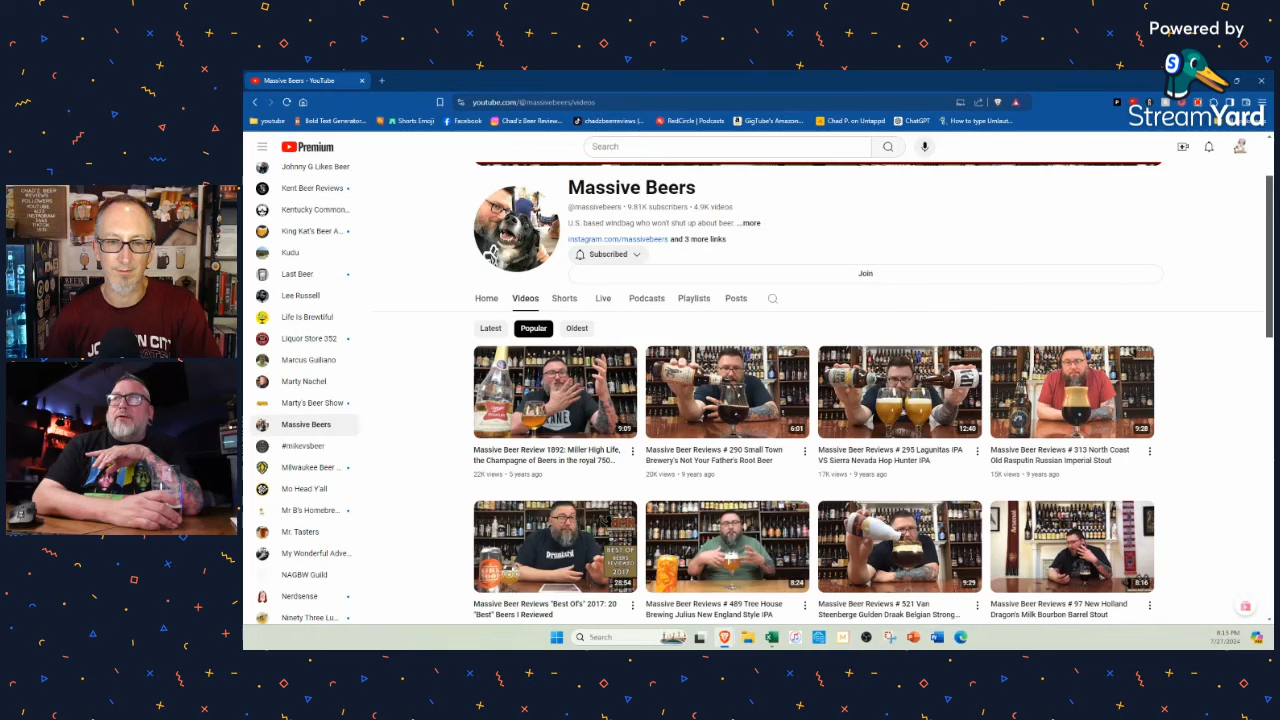 Powered by
StreamYard
Massive Beers - YouTube
youtube.com/@massivebeers/videos
youtube
Bold Text Generator...
Shorts Emoji
Facebook
Chad'z Beer Review...
chadzbeerreviews |...
RedCircle | Podcasts
GigTube's Amazon...
Chad P. on Untappd
ChatGPT
How to type Umlaut...
Premium
Search
Johnny G Likes Beer
Kent Beer Reviews
Kentucky Common...
King Kat's Beer A...
Kudu
Last Beer
Lee Russell
Life Is Brewtiful
Liquor Store 352
Marcus Guiliano
Marty Nachel
Marty's Beer Show
Massive Beers
#mikevsbeer
Milwaukee Beer ...
Mo Head Y'all
Mr B's Homebre...
Mr. Tasters
My Wonderful Adve...
NAGBW Guild
Nerdsense
Ninety Three Lu...
Massive Beers
@massivebeers • 9.81K subscribers • 4.9K videos
U.S. based windbag who won't shut up about beer. ...more
instagram.com/massivebeers and 3 more links
Subscribed
Join
Home
Videos
Shorts
Live
Podcasts
Playlists
Posts
Latest
Popular
Oldest
9:09
6:01
12:40
9:28
Massive Beer Review 1892: Miller High Life,
the Champagne of Beers in the royal 750...
22K views • 5 years ago
Massive Beer Reviews # 290 Small Town
Brewery's Not Your Father's Root Beer
20K views • 9 years ago
Massive Beer Reviews # 295 Lagunitas IPA
VS Sierra Nevada Hop Hunter IPA
17K views • 9 years ago
Massive Beer Reviews # 313 North Coast
Old Rasputin Russian Imperial Stout
15K views • 9 years ago
Drunkard
BEST OF
BEERS
REVIEWED
2017
28:54
8:24
9:29
8:16
Massive Beer Reviews "Best Of's" 2017: 20
"Best" Beers I Reviewed
Massive Beer Reviews # 489 Tree House
Brewing Julius New England Style IPA
Massive Beer Reviews # 521 Van
Steenberge Gulden Draak Belgian Strong...
Massive Beer Reviews # 97 New Holland
Dragon's Milk Bourbon Barrel Stout
Search
8:15 PM
7/27/2024
CHAD'Z BEER
REVIEWS
FOLLOWERS
YOUTUBE
INSTAGRAM
TIKTOK
BEER